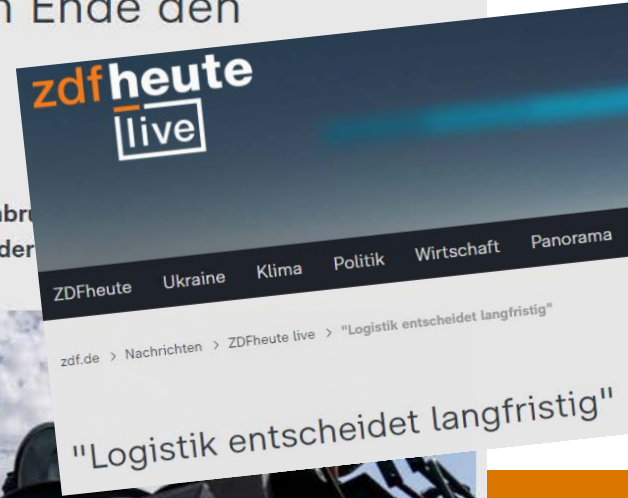 Ende den
zdfheute
live
ZDFheute Ukraine Klima Politik Wirtschaft Panorama
zdf.de > Nachrichten > ZDFheute live > "Logistik entscheidet langfristig"
"Logistik entscheidet langfristig"